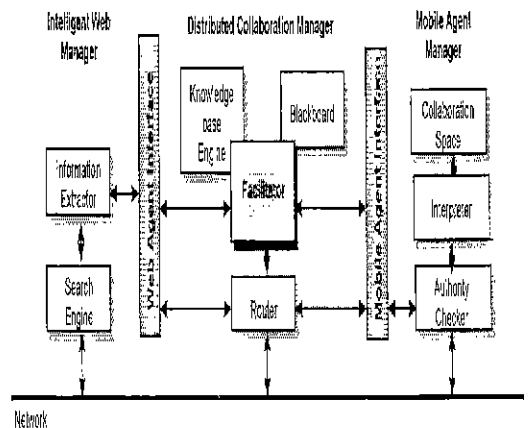 Intelligent Web
Manager
Distributed Collaboration Manager
Mobile Agent
Manager
Web Agent Interface
Mobile Agent Interface
Knowledge
base
Engine
Blackboard
Facilitator
Collaboration
Space
Information
Extractor
Interpreter
Search
Engine
Router
Authority
Checker
Network